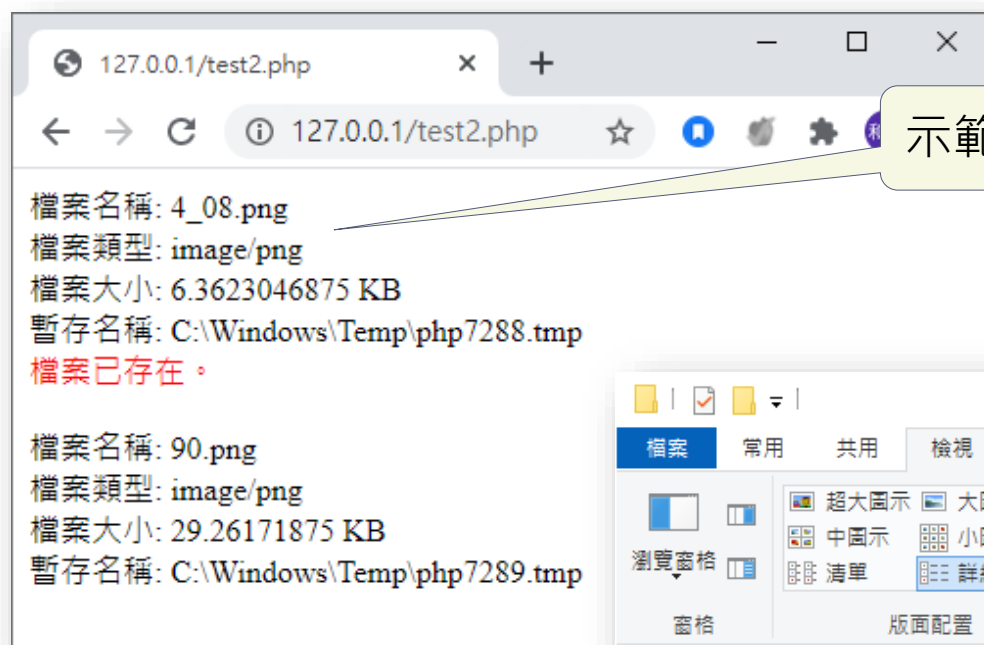 127.0.0.1/test2.php
127.0.0.1/test2.php
示範
檔案名稱: 4_08.png
檔案類型: image/png
檔案大小: 6.3623046875 KB
暫存名稱: C:\Windows\Temp\php7288.tmp
檔案已存在。
檔案名稱: 90.png
檔案類型: image/png
檔案大小: 29.26171875 KB
暫存名稱: C:\Windows\Temp\php7289.tmp
檔案 常用 共用 檢視
超大圖示 大
中圖示 小
瀏覽窗格
清單 詳
窗格 版面配置